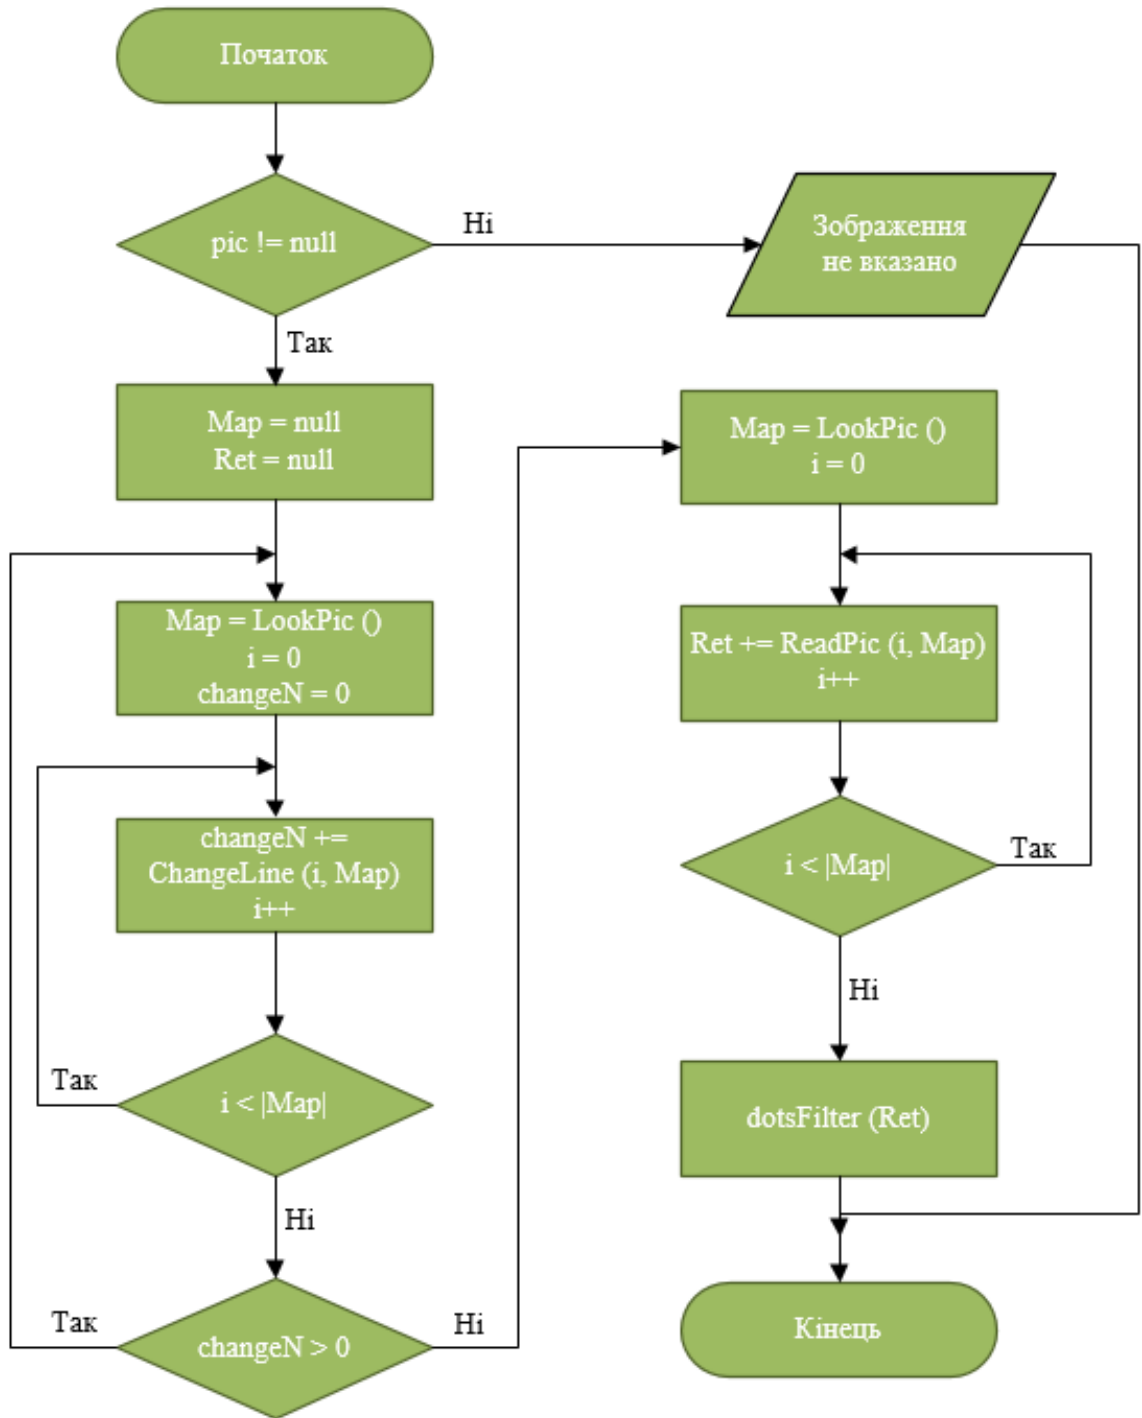 Початок
pic != null
Ні
Зображення
не вказано
Так
Map = null
Ret = null
Map = LookPic ()
i = 0
changeN = 0
changeN +=
ChangeLine (i, Map)
i++
Так
i < |Map|
Ні
Так
changeN > 0
Ні
Map = LookPic ()
i = 0
Ret += ReadPic (i, Map)
i++
i < |Map|
Так
Ні
dotsFilter (Ret)
Кінець